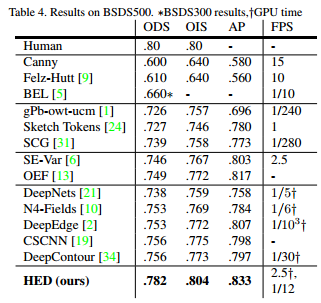 Table 4. Results on BSDS500. *BSDS300 results,†GPU time
ODS OIS AP FPS
Human .80 .80 - -
Canny .600 .640 .580 15
Felz-Hutt [9] .610 .640 .560 10
BEL [5] .660* - - 1/10
gPb-owt-ucm [1] .726 .757 .696 1/240
Sketch Tokens [24] .727 .746 .780 1
SCG [31] .739 .758 .773 1/280
SE-Var [6] .746 .767 .803 2.5
OEF [13] .749 .772 .817 -
DeepNets [21] .738 .759 .758 1/5†
N4-Fields [10] .753 .769 .784 1/6†
DeepEdge [2] .753 .772 .807 1/10³†
CSCNN [19] .756 .775 .798 -
DeepContour [34] .756 .773 .797 1/30†
HED (ours) .782 .804 .833 2.5†,
1/12